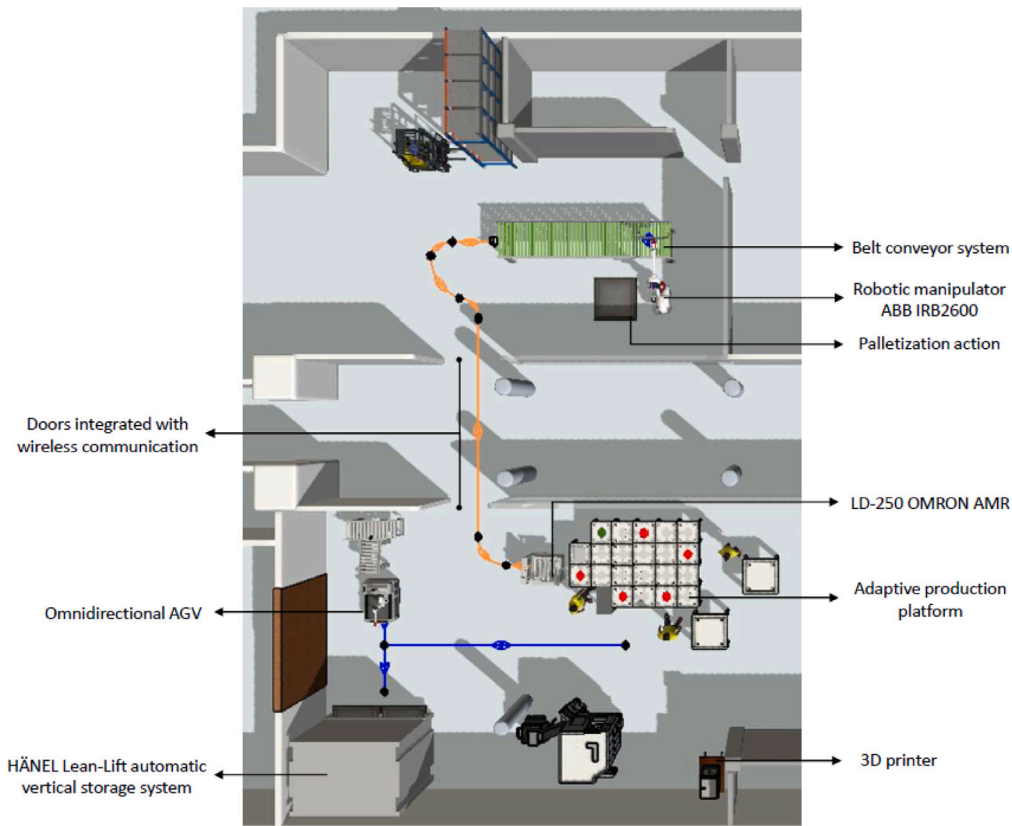 Belt conveyor system
Robotic manipulator
ABB IRB2600
Palletization action
Doors integrated with
wireless communication
LD-250 OMRON AMR
Omnidirectional AGV
Adaptive production
platform
HÄNEL Lean-Lift automatic
vertical storage system
3D printer